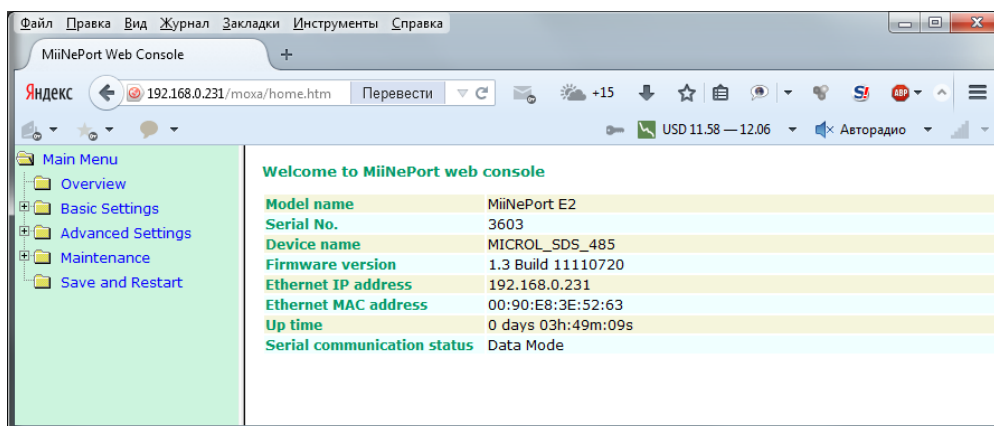 Файл Правка Вид Журнал Закладки Инструменты Справка
MiiNePort Web Console +
Яндекс 192.168.0.231/moxa/home.htm Перевести +15 S! ABP
USD 11.58 — 12.06 Авторадио
Main Menu
Overview
Basic Settings
Advanced Settings
Maintenance
Save and Restart
Welcome to MiiNePort web console
Model name MiiNePort E2
Serial No. 3603
Device name MICROL_SDS_485
Firmware version 1.3 Build 11110720
Ethernet IP address 192.168.0.231
Ethernet MAC address 00:90:E8:3E:52:63
Up time 0 days 03h:49m:09s
Serial communication status Data Mode